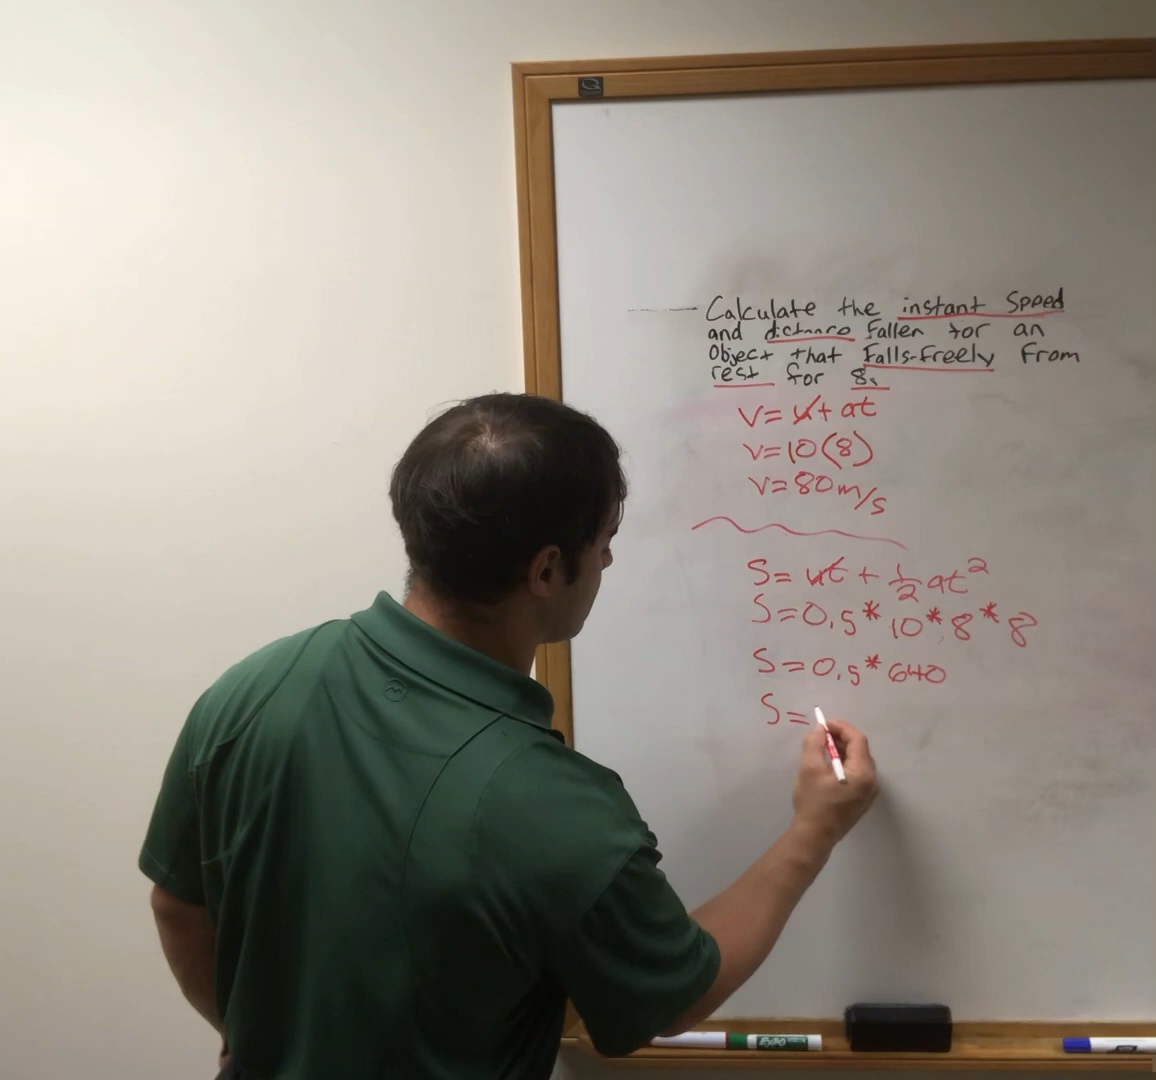 Calculate the instant Speed
and distance fallen for an
Object that Falls-freely From
rest for 8s
V = u + at
V = 10(8)
V = 80m/s
S = ut + 1/2 at²
S = 0.5 * 10 * 8 * 8
S = 0.5 * 640
S =